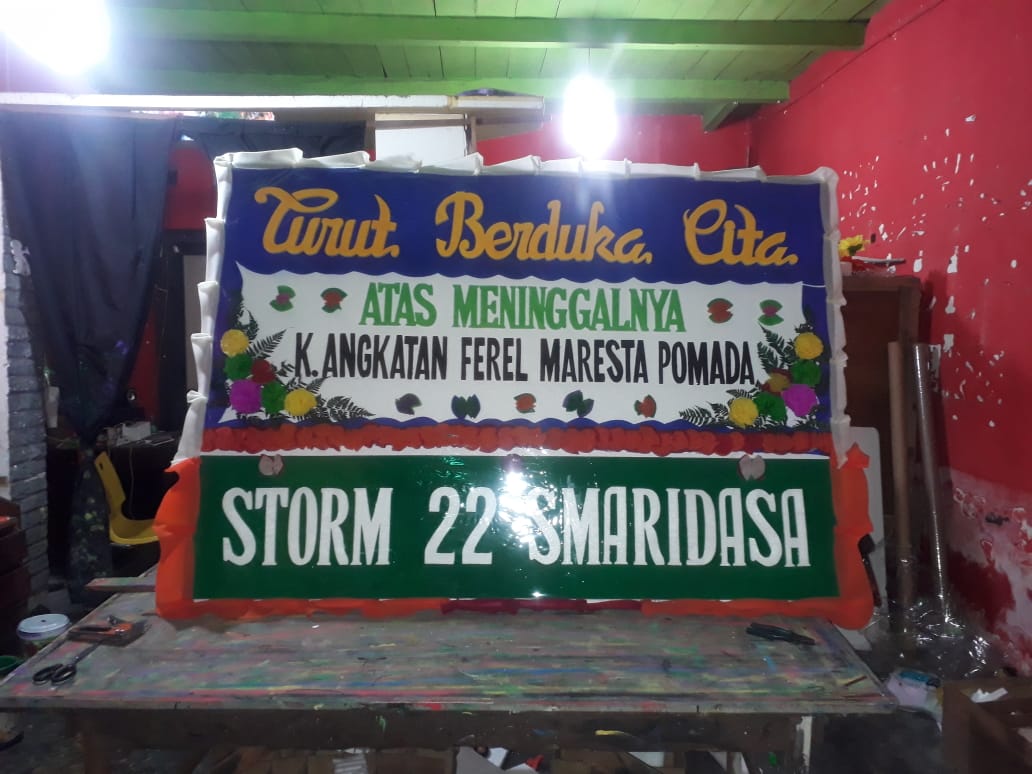 Turut. Berduka. Cita.
ATAS MENINGGALNYA
K. ANGKATAN FEREL MARESTA POMADA
STORM 22 SMARIDASA